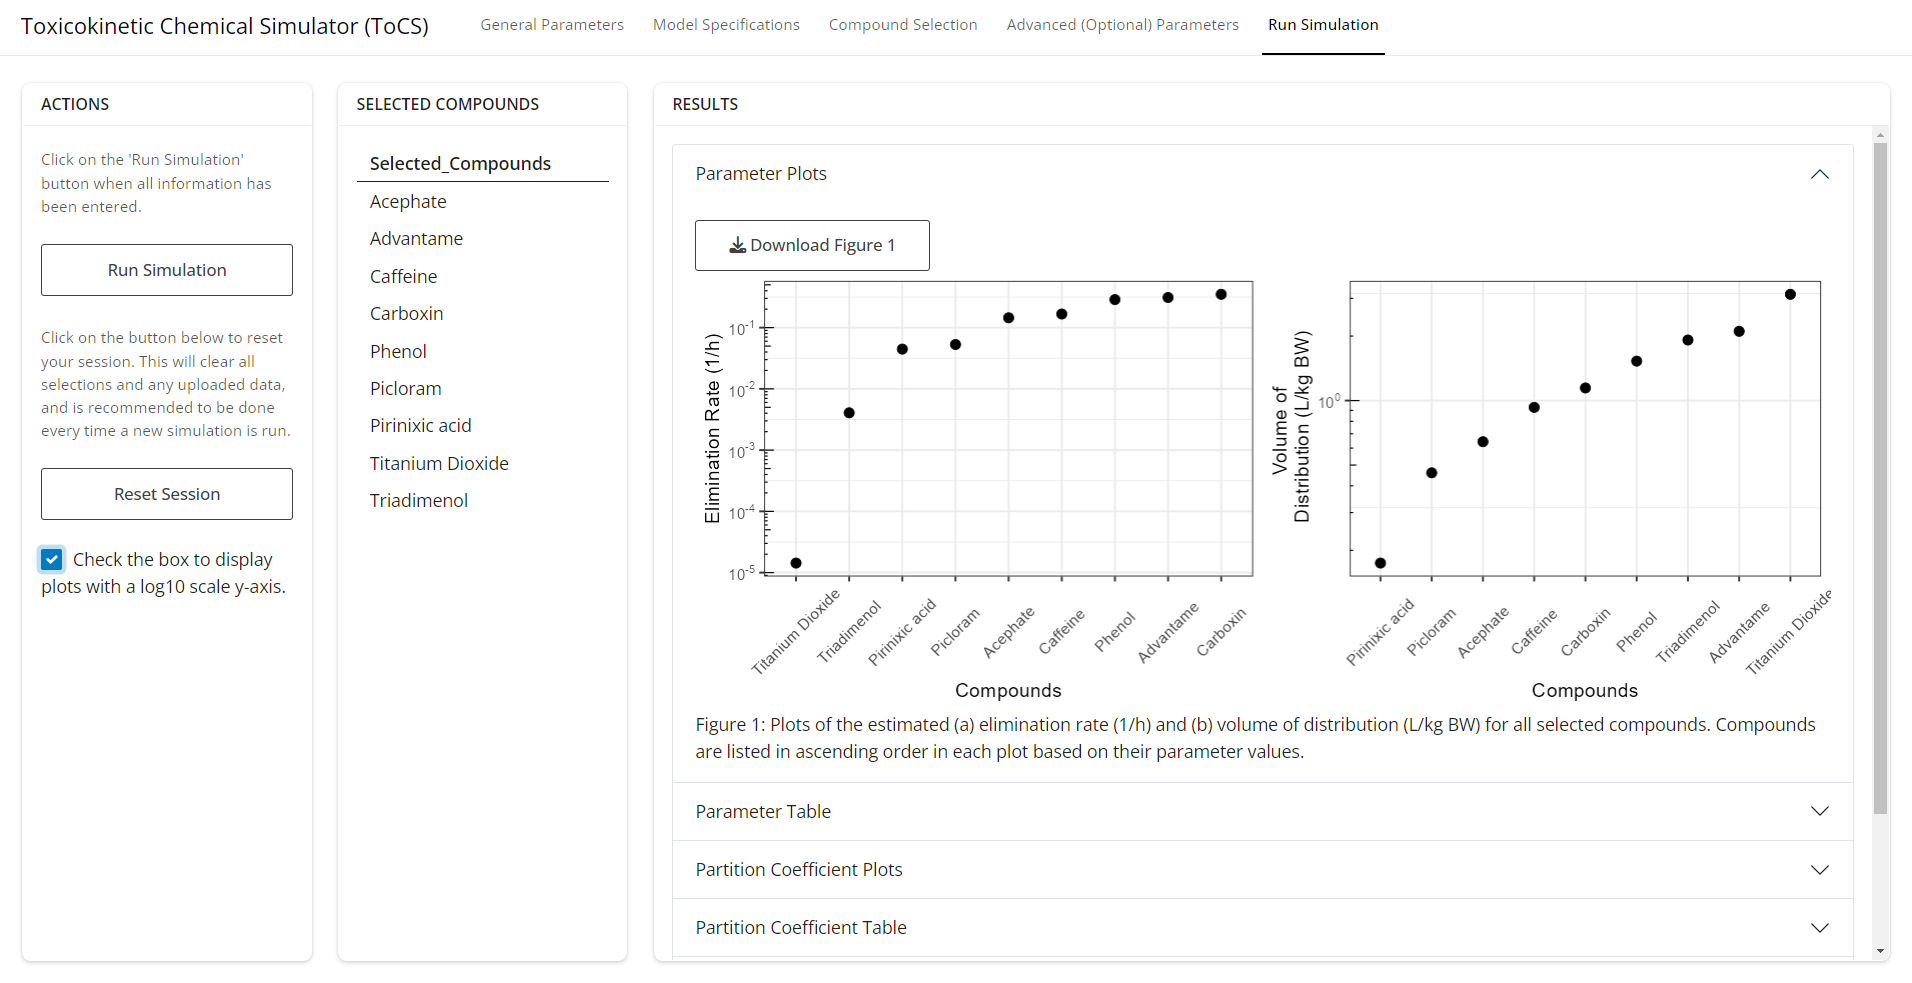 Toxicokinetic Chemical Simulator (ToCS)
General Parameters
Model Specifications
Compound Selection
Advanced (Optional) Parameters
Run Simulation
ACTIONS
Click on the 'Run Simulation'
button when all information has
been entered.
Run Simulation
Click on the button below to reset
your session. This will clear all
selections and any uploaded data,
and is recommended to be done
every time a new simulation is run.
Reset Session
Check the box to display
plots with a log10 scale y-axis.
SELECTED COMPOUNDS
Selected_Compounds
Acephate
Advantame
Caffeine
Carboxin
Phenol
Picloram
Pirinixic acid
Titanium Dioxide
Triadimenol
RESULTS
Parameter Plots
Download Figure 1
Elimination Rate (1/h)
10⁻¹
10⁻²
10⁻³
10⁻⁴
10⁻⁵
Titanium Dioxide
Triadimenol
Pirinixic acid
Picloram
Acephate
Caffeine
Phenol
Advantame
Carboxin
Compounds
Volume of
Distribution (L/kg BW)
10⁰
Pirinixic acid
Picloram
Acephate
Caffeine
Carboxin
Phenol
Triadimenol
Advantame
Titanium Dioxide
Compounds
Figure 1: Plots of the estimated (a) elimination rate (1/h) and (b) volume of distribution (L/kg BW) for all selected compounds. Compounds
are listed in ascending order in each plot based on their parameter values.
Parameter Table
Partition Coefficient Plots
Partition Coefficient Table